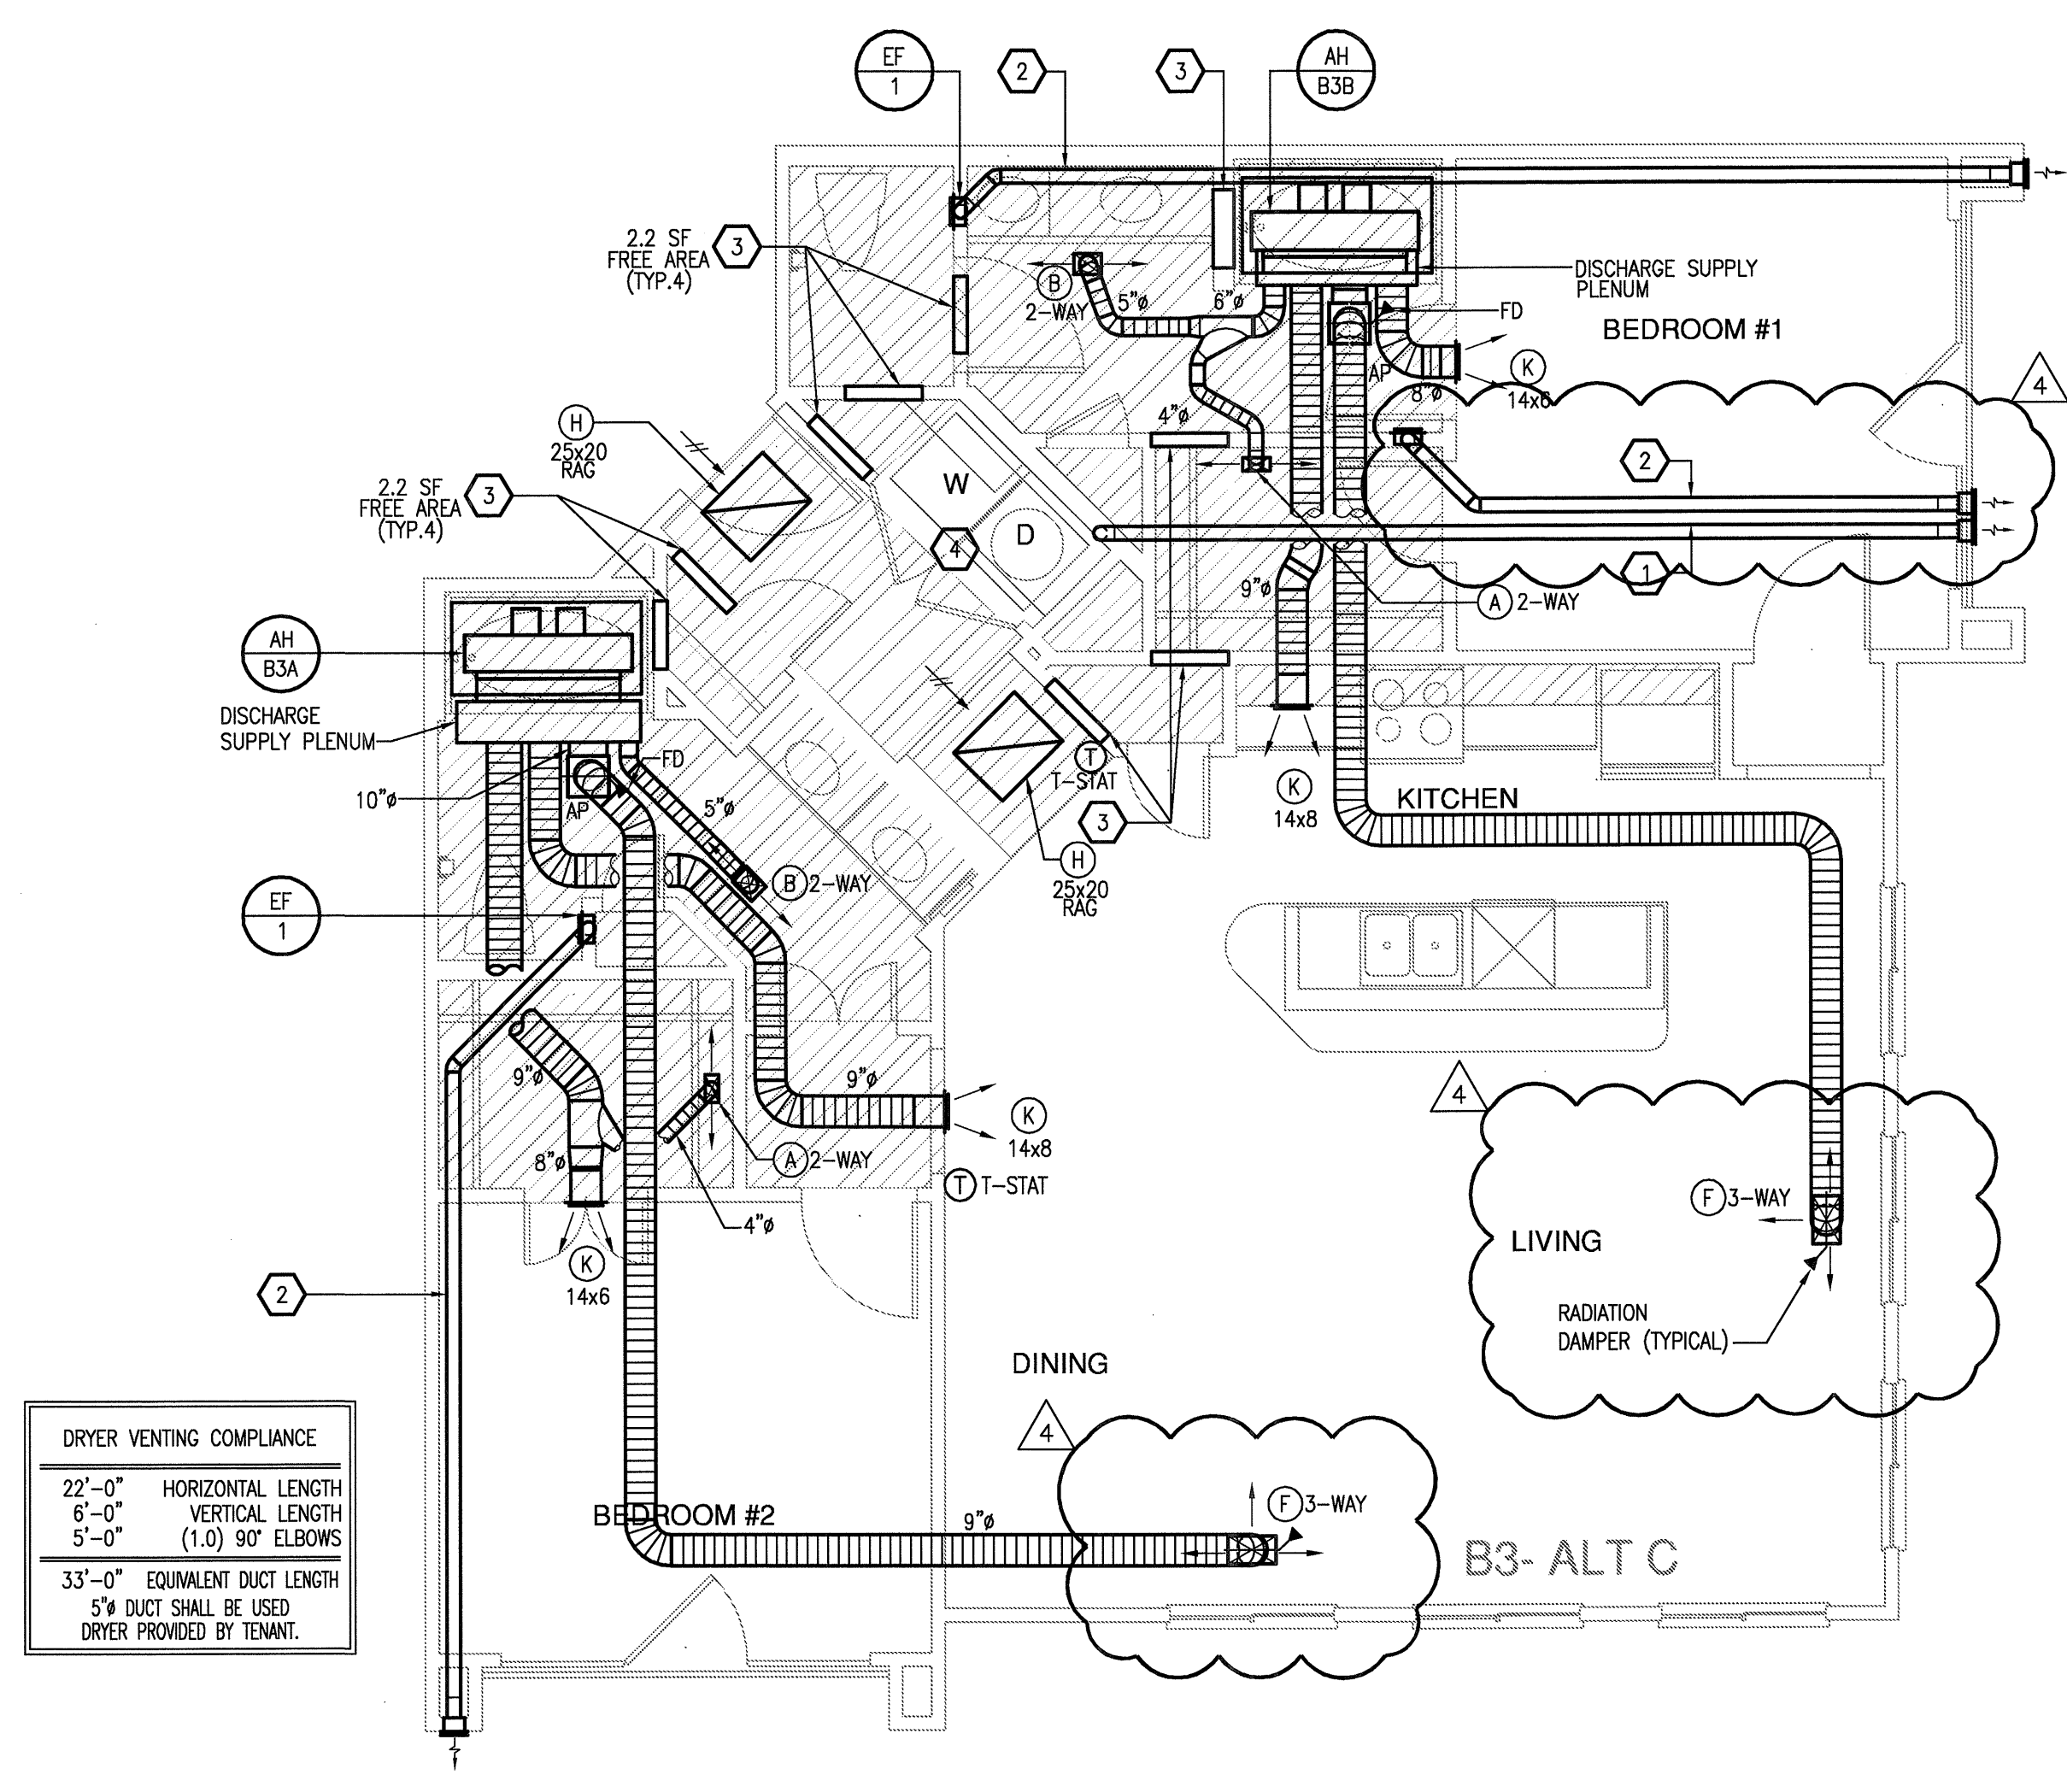 EF
1
2
3
AH
B3B
2.2 SF
FREE AREA
(TYP.4)
3
DISCHARGE SUPPLY
PLENUM
B
2-WAY
5"ø
6"ø
FD
BEDROOM #1
AP
K
14x6
8"ø
4
H
25x20
RAG
4"ø
2
2.2 SF
FREE AREA
(TYP.4)
3
W
D
4
1
9"ø
A 2-WAY
AH
B3A
DISCHARGE
SUPPLY PLENUM
T
T-STAT
FD
10"ø
AP
5"ø
K
14x8
KITCHEN
3
H
25x20
RAG
B 2-WAY
EF
1
9"ø
9"ø
K
14x8
4
8"ø
A 2-WAY
T T-STAT
F 3-WAY
4"ø
LIVING
K
14x6
2
RADIATION
DAMPER (TYPICAL)
DINING
4
DRYER VENTING COMPLIANCE
22'-0" HORIZONTAL LENGTH
6'-0" VERTICAL LENGTH
5'-0" (1.0) 90° ELBOWS
33'-0" EQUIVALENT DUCT LENGTH
5"ø DUCT SHALL BE USED
DRYER PROVIDED BY TENANT.
BEDROOM #2
9"ø
F 3-WAY
B3- ALT C